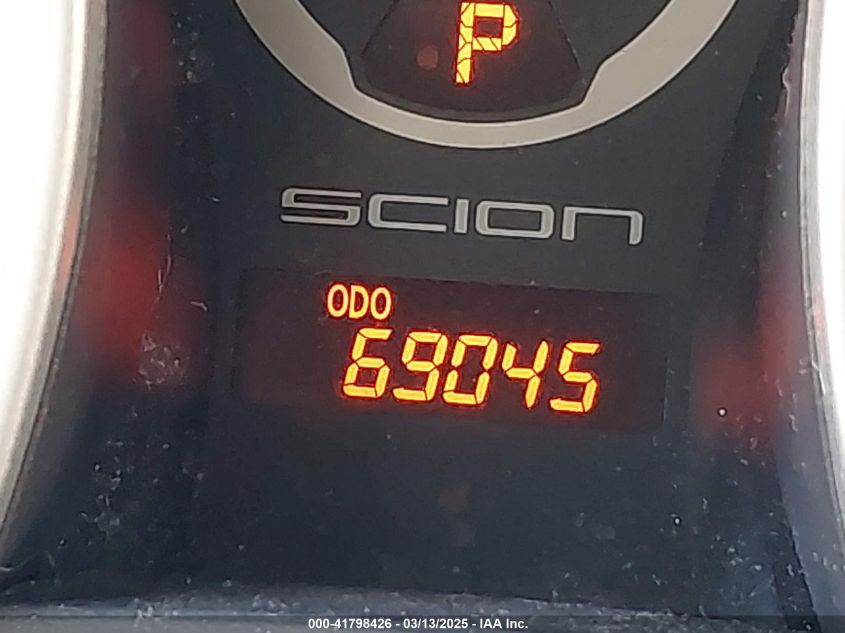 P
SCION
ODO
69045
000-41798426 - 03/13/2025 - IAA Inc.